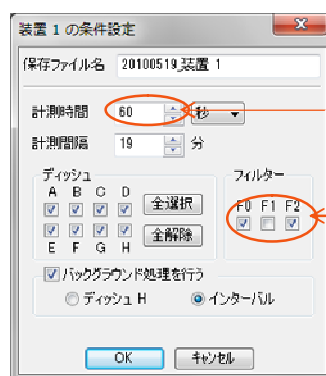 装置 1 の条件設定
保存ファイル名 20100519_装置 1
計測時間 60 秒
計測間隔 19 分
ディッシュ
A B C D
全選択
全解除
E F G H
フィルター
F0 F1 F2
バックグラウンド処理を行う
ディッシュ H インターバル
OK キャンセル